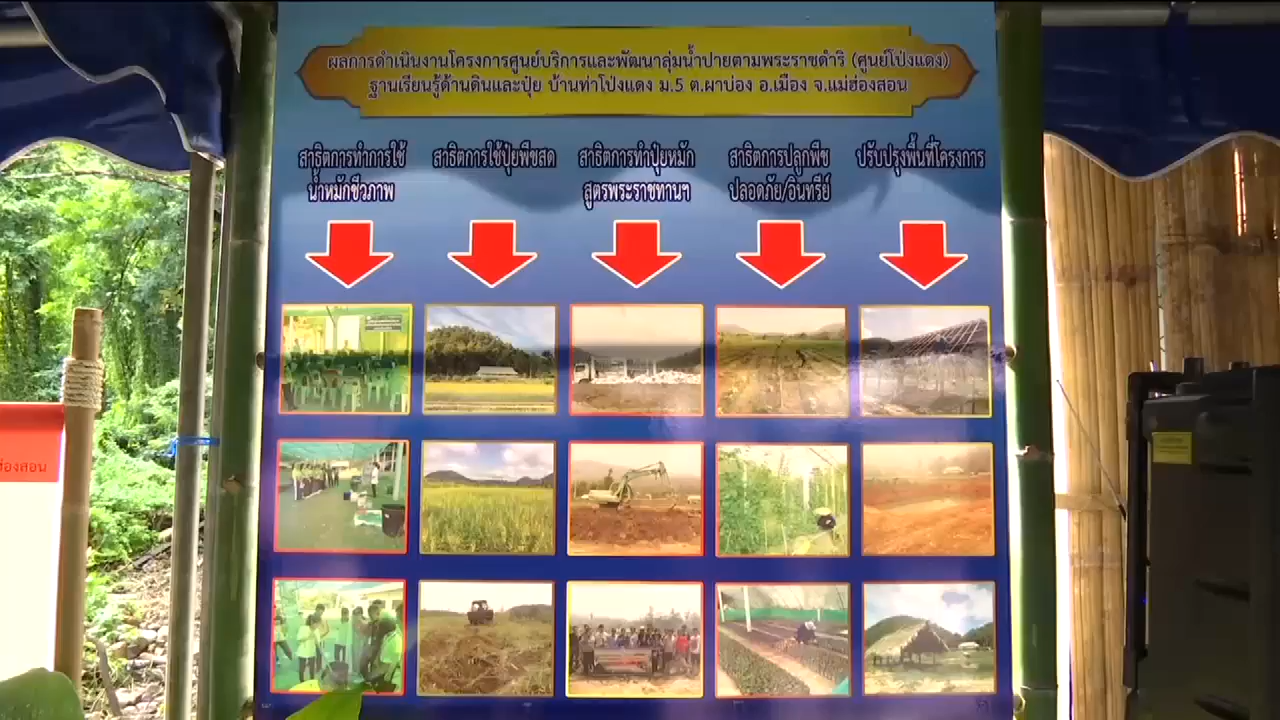 ผลการดำเนินงานโครงการศูนย์บริการและพัฒนาลุ่มน้ำปายตามพระราชดำริ (ศูนย์โป่งแดง)
ฐานเรียนรู้ด้านดินและปุ๋ย บ้านท่าโป่งแดง ม.5 ต.ผาบ่อง อ.เมือง จ.แม่ฮ่องสอน
สาธิตการทำการใช้
น้ำหมักชีวภาพ
สาธิตการใช้ปุ๋ยพืชสด
สาธิตการทำปุ๋ยหมัก
สูตรพระราชทานฯ
สาธิตการปลูกพืช
ปลอดภัย/อินทรีย์
ปรับปรุงพื้นที่โครงการ
ฮ่องสอน